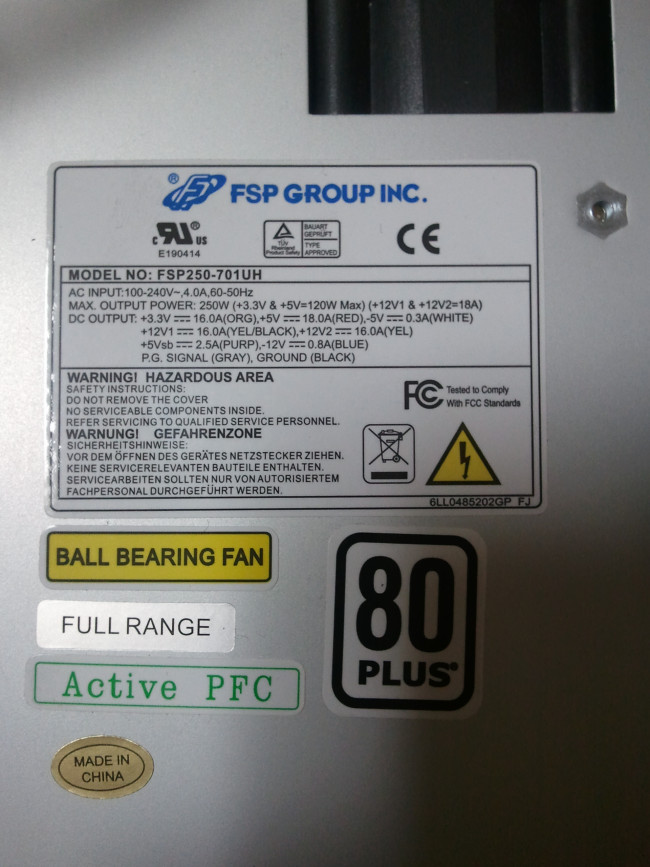 ® FSP GROUP INC.
c RU ® US
E190414
TÜV
Rheinland
Product Safety
BAUART
GEPRÜFT
TYPE
APPROVED
CE
MODEL NO: FSP250-701UH
AC INPUT:100-240V~,4.0A,60-50Hz
MAX. OUTPUT POWER: 250W (+3.3V & +5V=120W Max) (+12V1 & +12V2=18A)
DC OUTPUT: +3.3V ⎓ 16.0A(ORG),+5V ⎓ 18.0A(RED),-5V ⎓ 0.3A(WHITE)
+12V1 ⎓ 16.0A(YEL/BLACK),+12V2 ⎓ 16.0A(YEL)
+5Vsb ⎓ 2.5A(PURP),-12V ⎓ 0.8A(BLUE)
P.G. SIGNAL (GRAY), GROUND (BLACK)
WARNING! HAZARDOUS AREA
SAFETY INSTRUCTIONS:
DO NOT REMOVE THE COVER
NO SERVICEABLE COMPONENTS INSIDE.
REFER SERVICING TO QUALIFIED SERVICE PERSONNEL.
WARNUNG! GEFAHRENZONE
SICHERHEITSHINWEISE:
VOR DEM ÖFFNEN DES GERÄTES NETZSTECKER ZIEHEN.
KEINE SERVICERELEVANTEN BAUTEILE ENTHALTEN.
SERVICEARBEITEN SOLLTEN NUR VON AUTORISIERTEM
FACHPERSONAL DURCHGEFÜHRT WERDEN.
FCC Tested to Comply
With FCC Standards
6LL0485202GP FJ
BALL BEARING FAN
FULL RANGE
Active PFC
80
PLUS®
MADE IN
CHINA